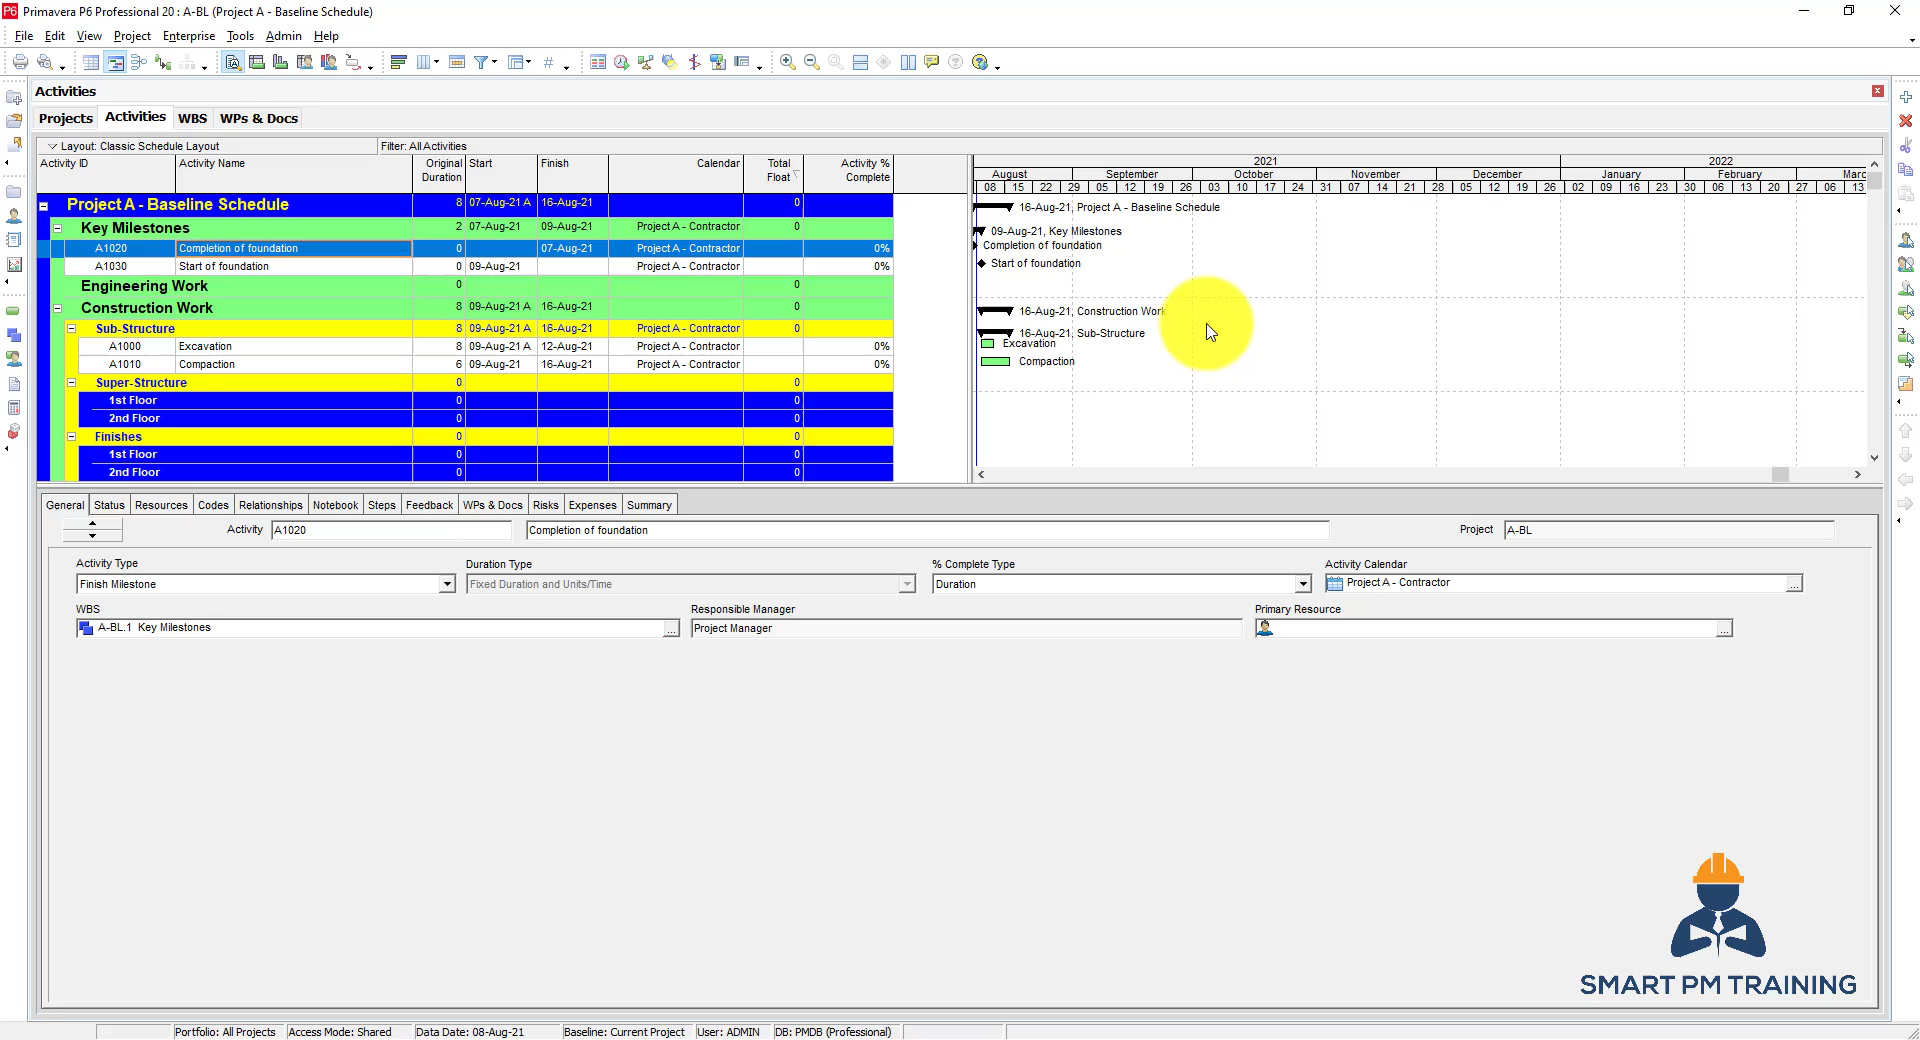 Primavera P6 Professional 20 : A-BL (Project A - Baseline Schedule)
File Edit View Project Enterprise Tools Admin Help
Activities
Projects Activities WBS WPs & Docs
Layout: Classic Schedule Layout Filter: All Activities
Activity ID Activity Name Original Duration Start Finish Calendar Total Float Activity % Complete
2021 2022
August September October November December January February Marc
08 15 22 29 05 12 19 26 03 10 17 24 31 07 14 21 28 05 12 19 26 02 09 16 23 30 06 13 20 27 06 13
Project A - Baseline Schedule 8 07-Aug-21 A 16-Aug-21 0
16-Aug-21, Project A - Baseline Schedule
Key Milestones 2 07-Aug-21 09-Aug-21 Project A - Contractor 0
09-Aug-21, Key Milestones
A1020 Completion of foundation 0 07-Aug-21 Project A - Contractor 0%
Completion of foundation
A1030 Start of foundation 0 09-Aug-21 Project A - Contractor 0%
Start of foundation
Engineering Work 0 0
Construction Work 8 09-Aug-21 A 16-Aug-21 0
16-Aug-21, Construction Work
Sub-Structure 8 09-Aug-21 A 16-Aug-21 Project A - Contractor 0
16-Aug-21, Sub-Structure
A1000 Excavation 8 09-Aug-21 A 12-Aug-21 Project A - Contractor 0%
Excavation
A1010 Compaction 6 09-Aug-21 16-Aug-21 Project A - Contractor 0%
Compaction
Super-Structure 0 0
1st Floor 0 0
2nd Floor 0 0
Finishes 0 0
1st Floor 0 0
2nd Floor 0 0
General Status Resources Codes Relationships Notebook Steps Feedback WPs & Docs Risks Expenses Summary
Activity A1020 Completion of foundation Project A-BL
Activity Type Duration Type % Complete Type Activity Calendar
Finish Milestone Fixed Duration and Units/Time Duration Project A - Contractor ...
WBS Responsible Manager Primary Resource
A-BL.1 Key Milestones ... Project Manager ...
SMART PM TRAINING
Portfolio: All Projects Access Mode: Shared Data Date: 08-Aug-21 Baseline: Current Project User: ADMIN DB: PMDB (Professional)